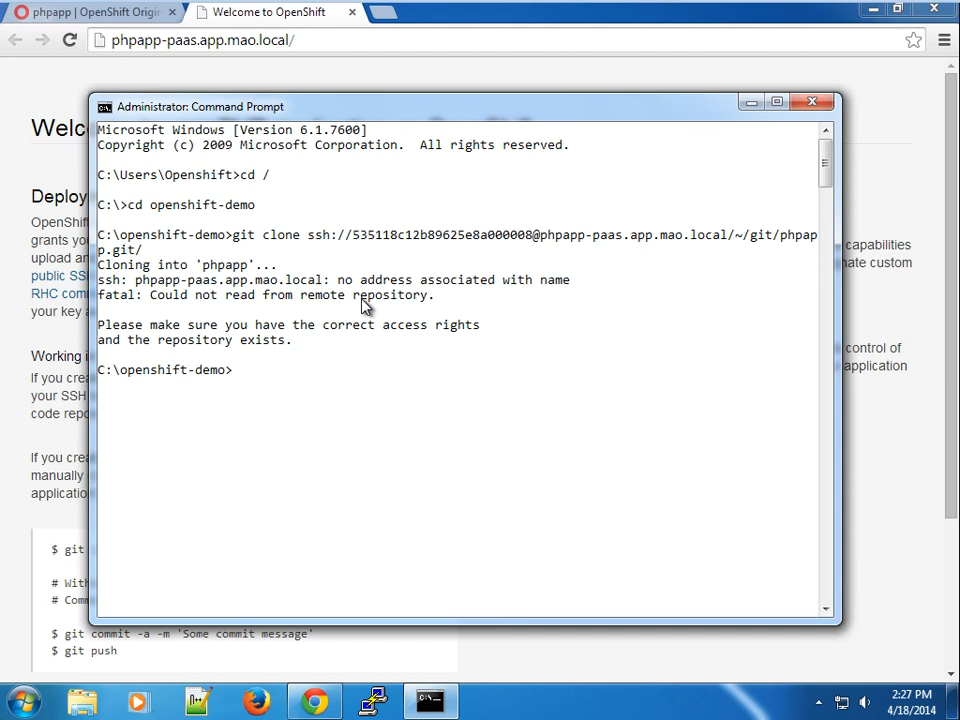 phpapp | OpenShift Origin
Welcome to OpenShift
phpapp-paas.app.mao.local/
Administrator: Command Prompt
Microsoft Windows [Version 6.1.7600]
Copyright (c) 2009 Microsoft Corporation.  All rights reserved.
C:\Users\Openshift>cd /
C:\>cd openshift-demo
C:\openshift-demo>git clone ssh://535118c12b89625e8a000008@phpapp-paas.app.mao.local/~/git/phpap
p.git/
Cloning into 'phpapp'...
ssh: phpapp-paas.app.mao.local: no address associated with name
fatal: Could not read from remote repository.
Please make sure you have the correct access rights
and the repository exists.
C:\openshift-demo>
Welc
Deploy
OpenShift
grants you
capabilities
upload an
nate custom
public SS
RHC com
your key
Working i
control of
If you crea
application
your SSH
code repo
If you crea
manually
applicatio
$ git
# With
# Comm
$ git commit -a -m 'Some commit message'
$ git push
2:27 PM
4/18/2014